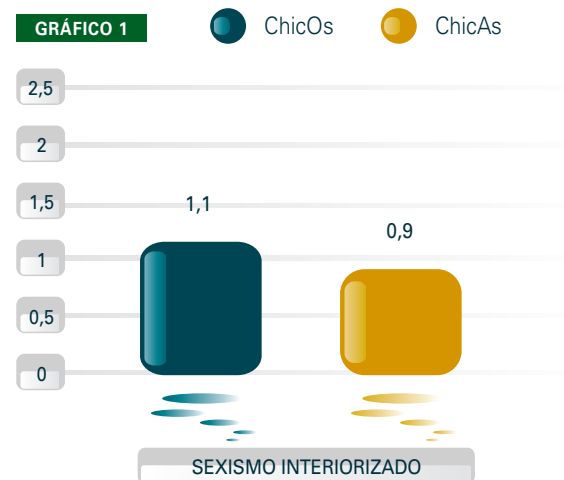 GRÁFICO 1
ChicOs
ChicAs
2,5
2
1,5
1
0,5
0
1,1
0,9
SEXISMO INTERIORIZADO